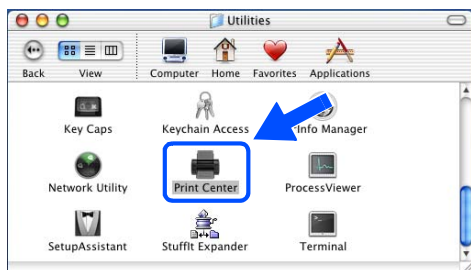 Utilities
Back View Computer Home Favorites Applications
Key Caps Keychain Access Info Manager
Network Utility Print Center ProcessViewer
SetupAssistant StuffIt Expander Terminal